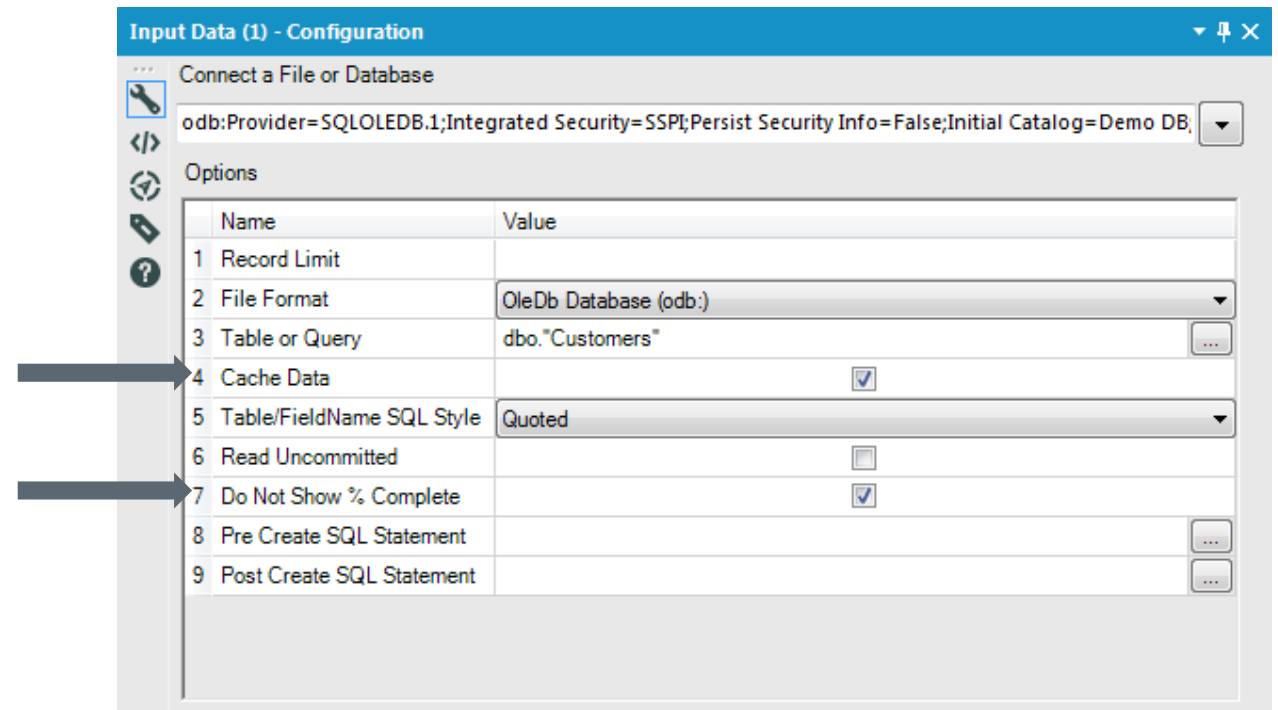 Input Data (1) - Configuration
Connect a File or Database
odb:Provider=SQLOLEDB.1;Integrated Security=SSPI;Persist Security Info=False;Initial Catalog=Demo DB;
Options
Name Value
1 Record Limit
2 File Format OleDb Database (odb:)
3 Table or Query dbo."Customers" ...
4 Cache Data
5 Table/FieldName SQL Style Quoted
6 Read Uncommitted
7 Do Not Show % Complete
8 Pre Create SQL Statement ...
9 Post Create SQL Statement ...